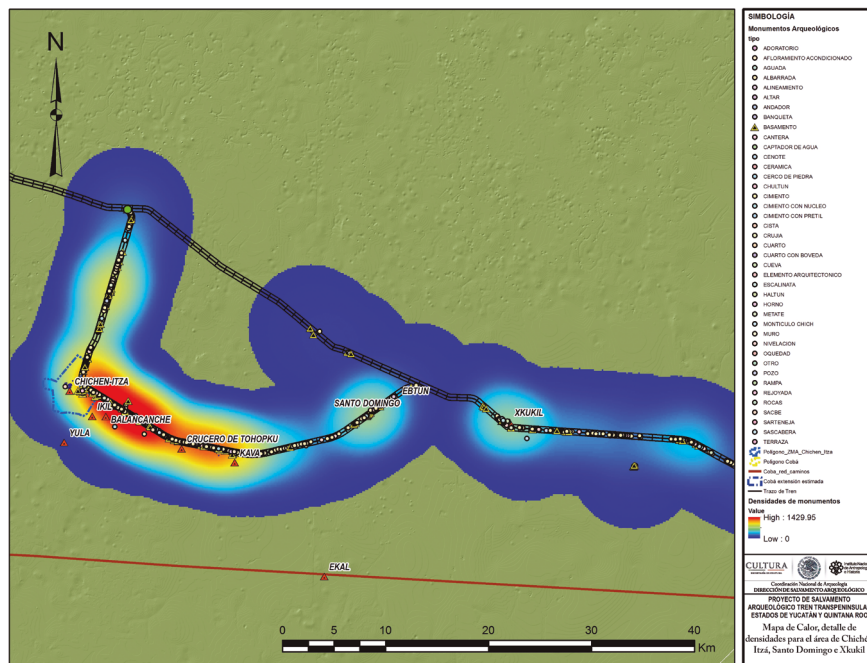 N
CHICHEN-ITZA
IKIL
BALANCANCHE
YULA
CRUCERO DE TOHOPKU
KAVA
SANTO DOMINGO
EBTUN
XKUKIL
EKAL
0 5 10 20 30 40
Km
SIMBOLOGÍA
Monumentos Arqueológicos
tipo
ADORATORIO
AFLORAMIENTO ACONDICIONADO
AGUADA
ALBARRADA
ALINEAMIENTO
ALTAR
ANDADOR
BANQUETA
BASAMENTO
CANTERA
CAPTADOR DE AGUA
CENOTE
CERAMICA
CERCO DE PIEDRA
CHULTUN
CIMIENTO
CIMIENTO CON NUCLEO
CIMIENTO CON PRETIL
CISTA
CRUJIA
CUARTO
CUARTO CON BOVEDA
CUEVA
ELEMENTO ARQUITECTONICO
ESCALINATA
HALTUN
HORNO
METATE
MONTICULO CHICH
MURO
NIVELACION
OQUEDAD
OTRO
POZO
RAMPA
REJOYADA
ROCAS
SACBE
SARTENEJA
SASCABERA
TERRAZA
Poligono_ZMA_Chichen_Itza
Poligono Cobá
Coba_red_caminos
Cobá extensión estimada
Trazo de Tren
Densidades de monumentos
Value
High : 1429.95
Low : 0
CULTURA
Coordinación Nacional de Arqueología
DIRECCIÓN DE SALVAMENTO ARQUEOLÓGICO
PROYECTO DE SALVAMENTO
ARQUEOLÓGICO TREN TRANSPENINSULA
ESTADOS DE YUCATÁN Y QUINTANA ROO
Mapa de Calor, detalle de
densidades para el área de Chiché
Itzá, Santo Domingo e Xkukil